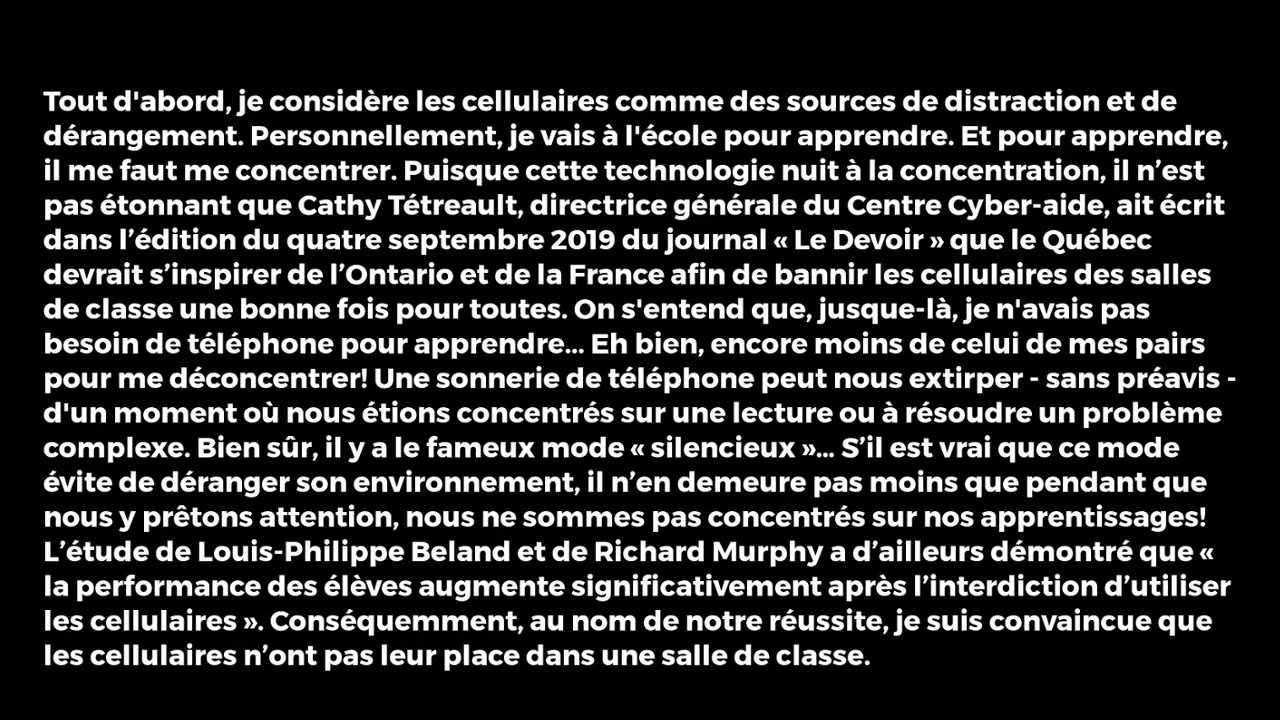 Tout d'abord, je considère les cellulaires comme des sources de distraction et de
dérangement. Personnellement, je vais à l'école pour apprendre. Et pour apprendre,
il me faut me concentrer. Puisque cette technologie nuit à la concentration, il n’est
pas étonnant que Cathy Tétreault, directrice générale du Centre Cyber-aide, ait écrit
dans l’édition du quatre septembre 2019 du journal « Le Devoir » que le Québec
devrait s’inspirer de l’Ontario et de la France afin de bannir les cellulaires des salles
de classe une bonne fois pour toutes. On s'entend que, jusque-là, je n'avais pas
besoin de téléphone pour apprendre... Eh bien, encore moins de celui de mes pairs
pour me déconcentrer! Une sonnerie de téléphone peut nous extirper - sans préavis -
d'un moment où nous étions concentrés sur une lecture ou à résoudre un problème
complexe. Bien sûr, il y a le fameux mode « silencieux »... S’il est vrai que ce mode
évite de déranger son environnement, il n’en demeure pas moins que pendant que
nous y prêtons attention, nous ne sommes pas concentrés sur nos apprentissages!
L’étude de Louis-Philippe Beland et de Richard Murphy a d’ailleurs démontré que «
la performance des élèves augmente significativement après l’interdiction d’utiliser
les cellulaires ». Conséquemment, au nom de notre réussite, je suis convaincue que
les cellulaires n’ont pas leur place dans une salle de classe.